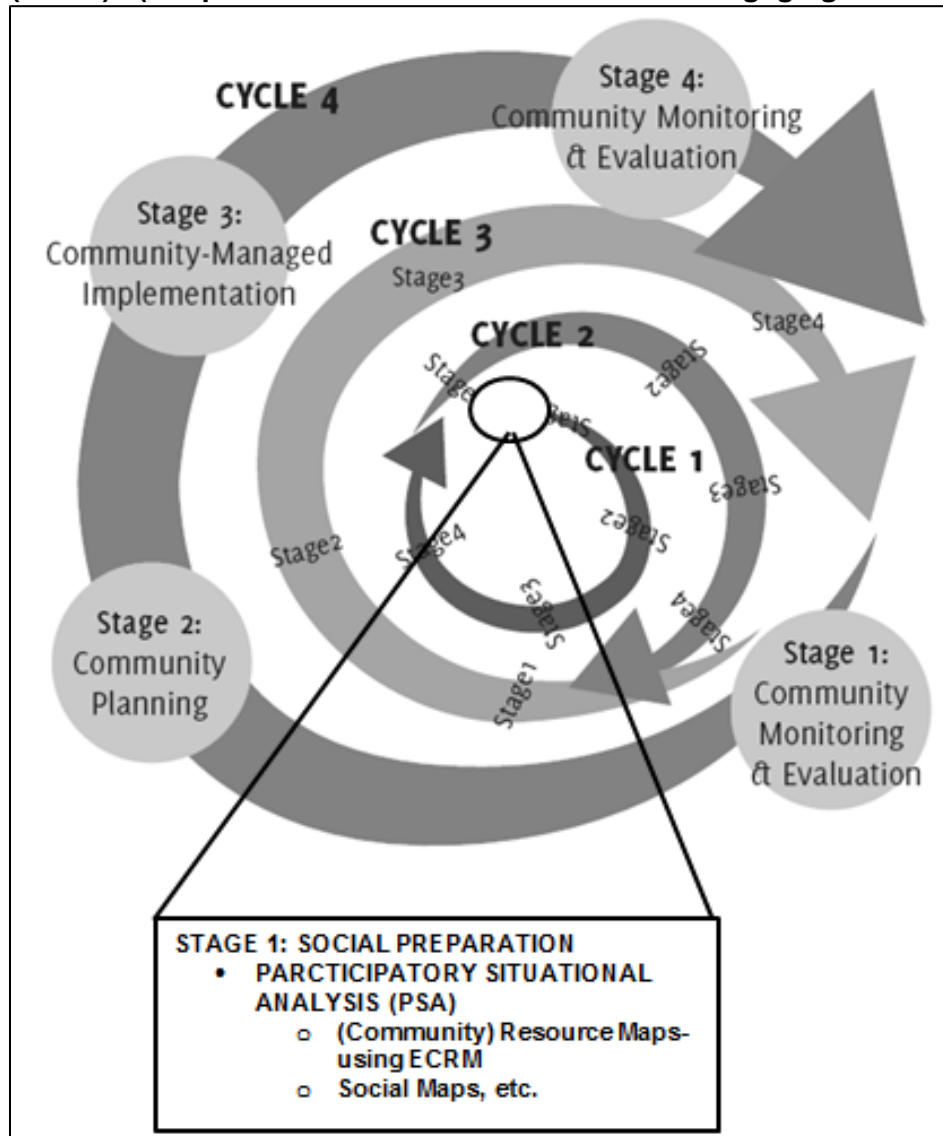 CYCLE 4
Stage 4:
Community Monitoring
& Evaluation
Stage 3:
Community-Managed
Implementation
CYCLE 3
Stage3
Stage4
CYCLE 2
Stage
Stage2
CYCLE 1
Stage3
Stage2
Stage2
Stage4
Stage3
Stage4
Stage1
Stage 2:
Community
Planning
Stage 1:
Community
Monitoring
& Evaluation
STAGE 1: SOCIAL PREPARATION
• PARCTICIPATORY SITUATIONAL
ANALYSIS (PSA)
o (Community) Resource Maps-
using ECRM
o Social Maps, etc.